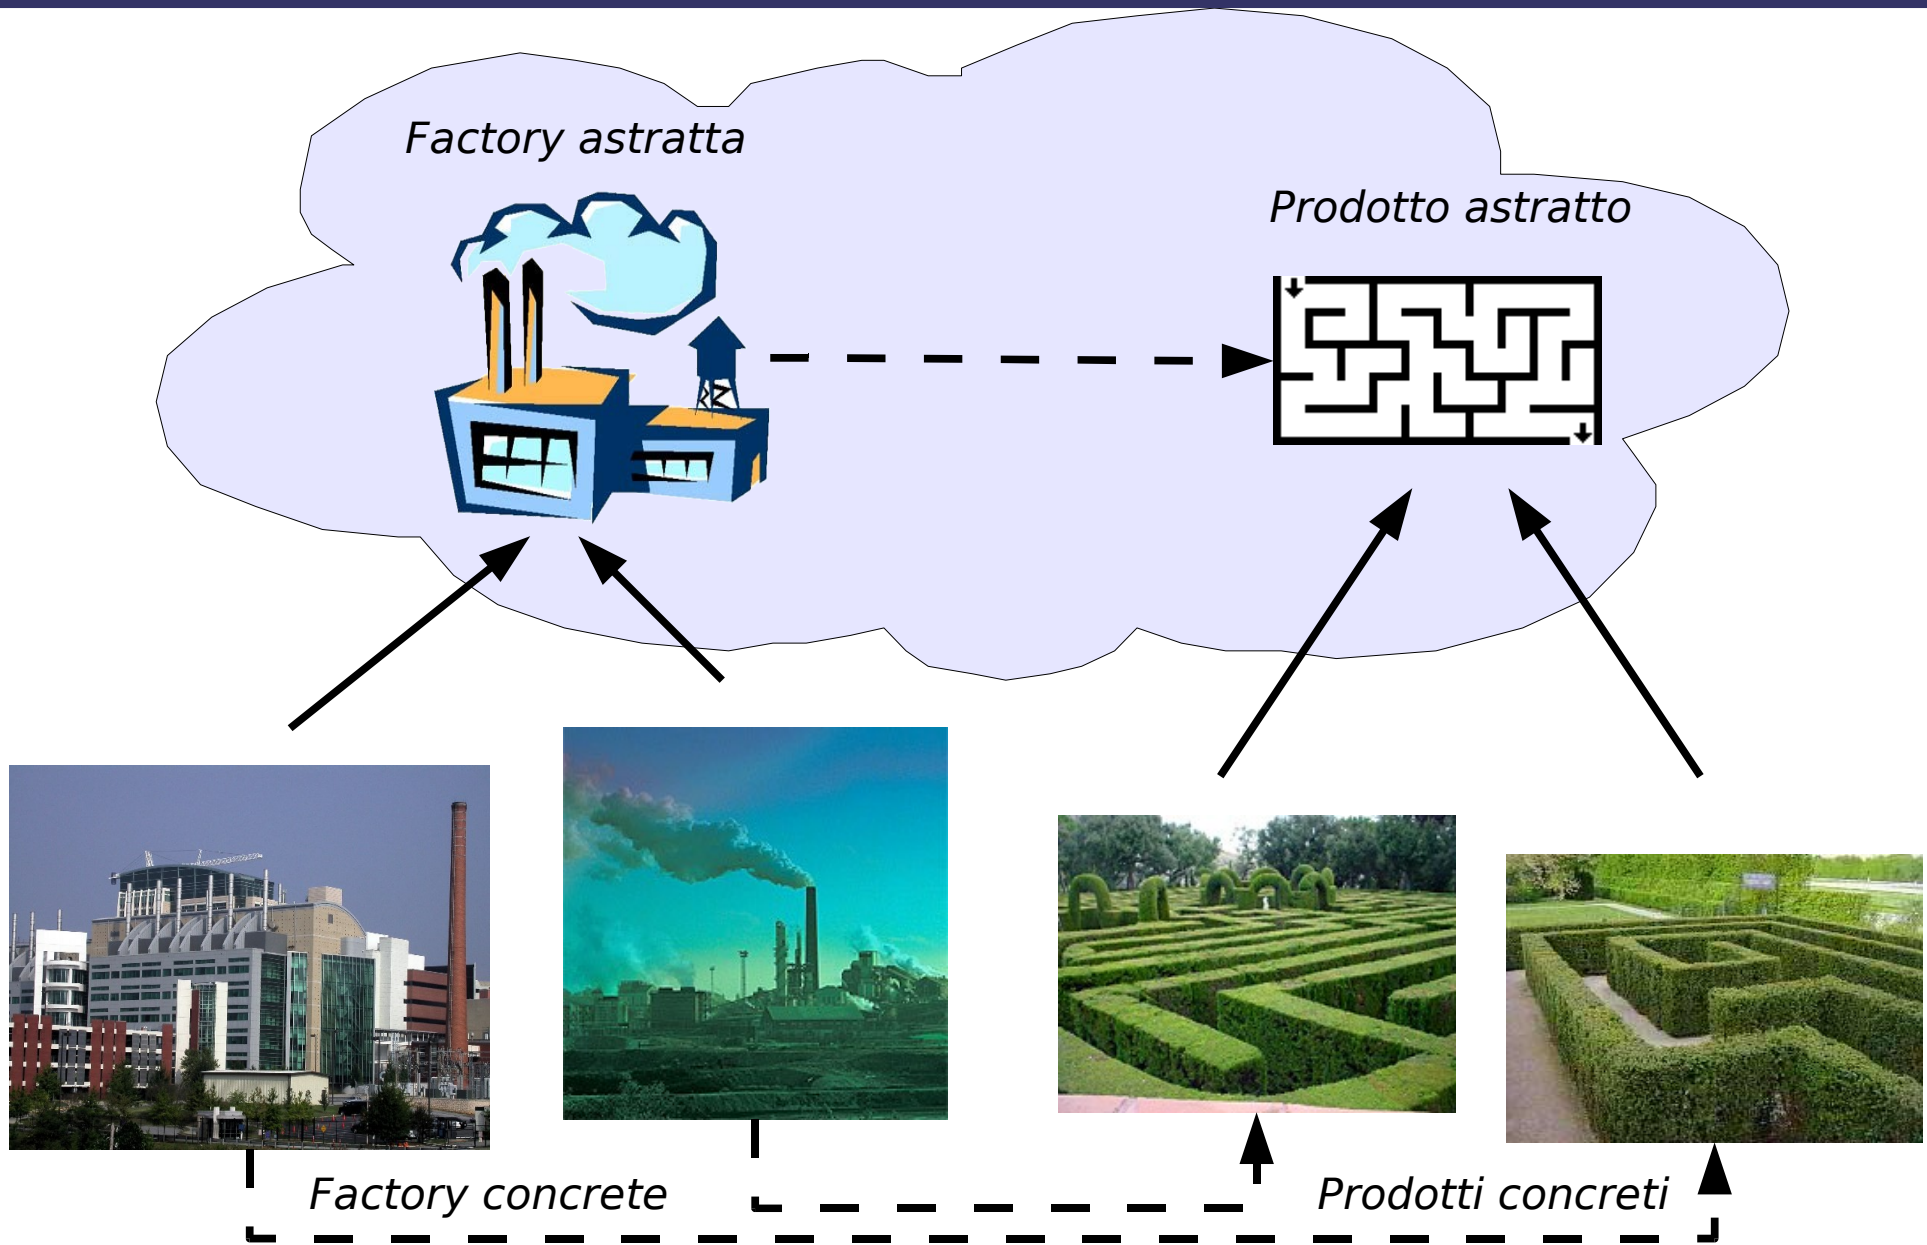 Factory astratta
Prodotto astratto
Factory concrete
Prodotti concreti